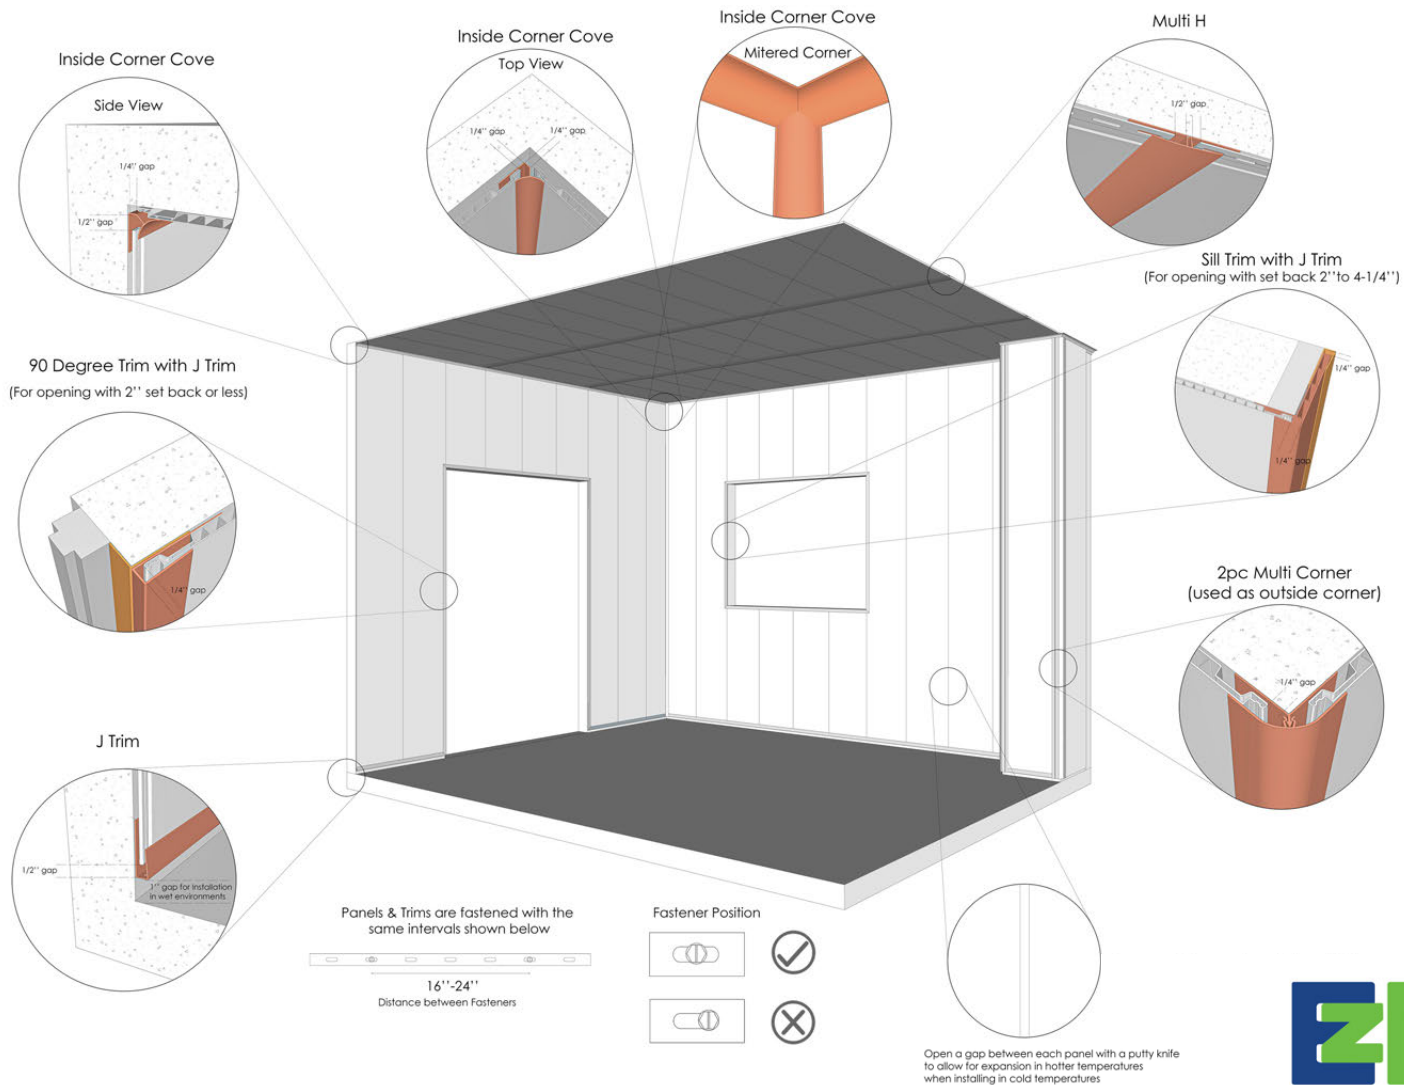 Inside Corner Cove
Side View
1/4'' gap
1/2'' gap
Inside Corner Cove
Top View
1/4'' gap
1/4'' gap
Inside Corner Cove
Mitered Corner
Multi H
1/2'' gap
Sill Trim with J Trim
(For opening with set back 2''to 4-1/4'')
1/4'' gap
1/4'' gap
90 Degree Trim with J Trim
(For opening with 2'' set back or less)
1/4'' gap
2pc Multi Corner
(used as outside corner)
1/4'' gap
J Trim
1/2'' gap
1'' gap for installation
in wet environments
Panels & Trims are fastened with the
same intervals shown below
16''-24''
Distance between Fasteners
Fastener Position
Open a gap between each panel with a putty knife
to allow for expansion in hotter temperatures
when installing in cold temperatures
Ez